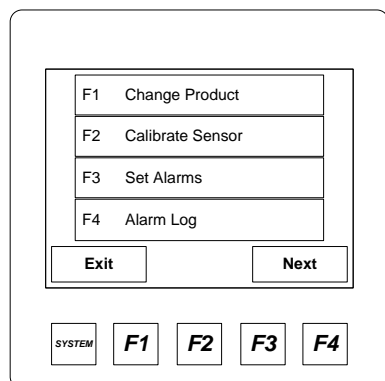 F1 Change Product
F2 Calibrate Sensor
F3 Set Alarms
F4 Alarm Log
Exit Next
SYSTEM F1 F2 F3 F4